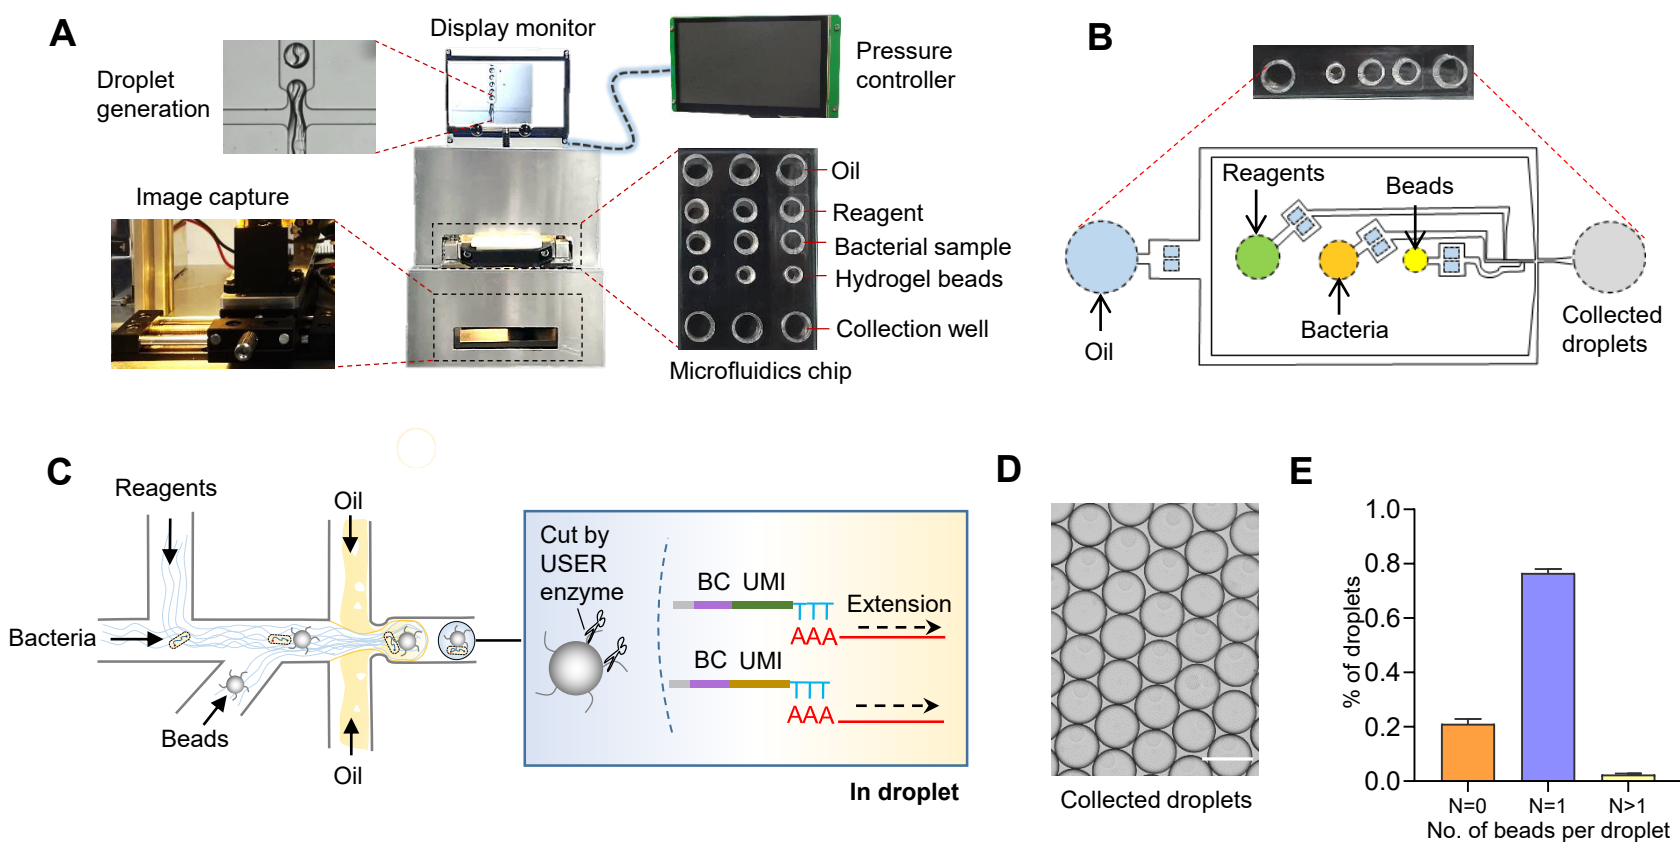 A
Display monitor
Droplet
generation
Pressure
controller
Image capture
Oil
Reagent
Bacterial sample
Hydrogel beads
Collection well
Microfluidics chip
B
Reagents
Beads
Bacteria
Oil
Collected
droplets
C
Reagents
Oil
Bacteria
Beads
Oil
Cut by
USER
enzyme
BC UMI
Extension
AAA
BC UMI
AAA
In droplet
D
Collected droplets
E
% of droplets
1.0
0.8
0.6
0.4
0.2
0.0
N=0
N=1
N>1
No. of beads per droplet